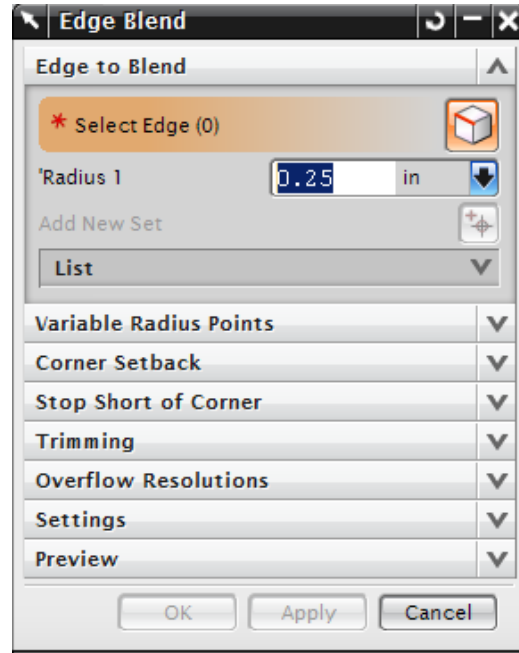 Edge Blend
Edge to Blend
* Select Edge (0)
'Radius 1 0.25 in
Add New Set
List
Variable Radius Points
Corner Setback
Stop Short of Corner
Trimming
Overflow Resolutions
Settings
Preview
OK Apply Cancel